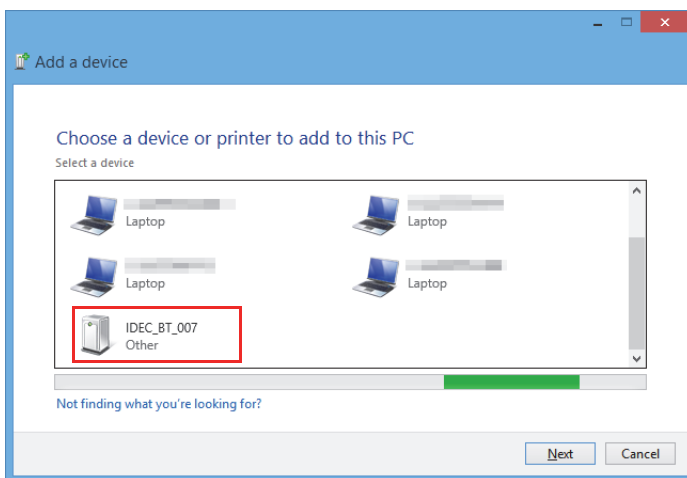 Add a device
Choose a device or printer to add to this PC
Select a device
Laptop
Laptop
Laptop
Laptop
IDEC_BT_007
Other
Not finding what you're looking for?
Next
Cancel